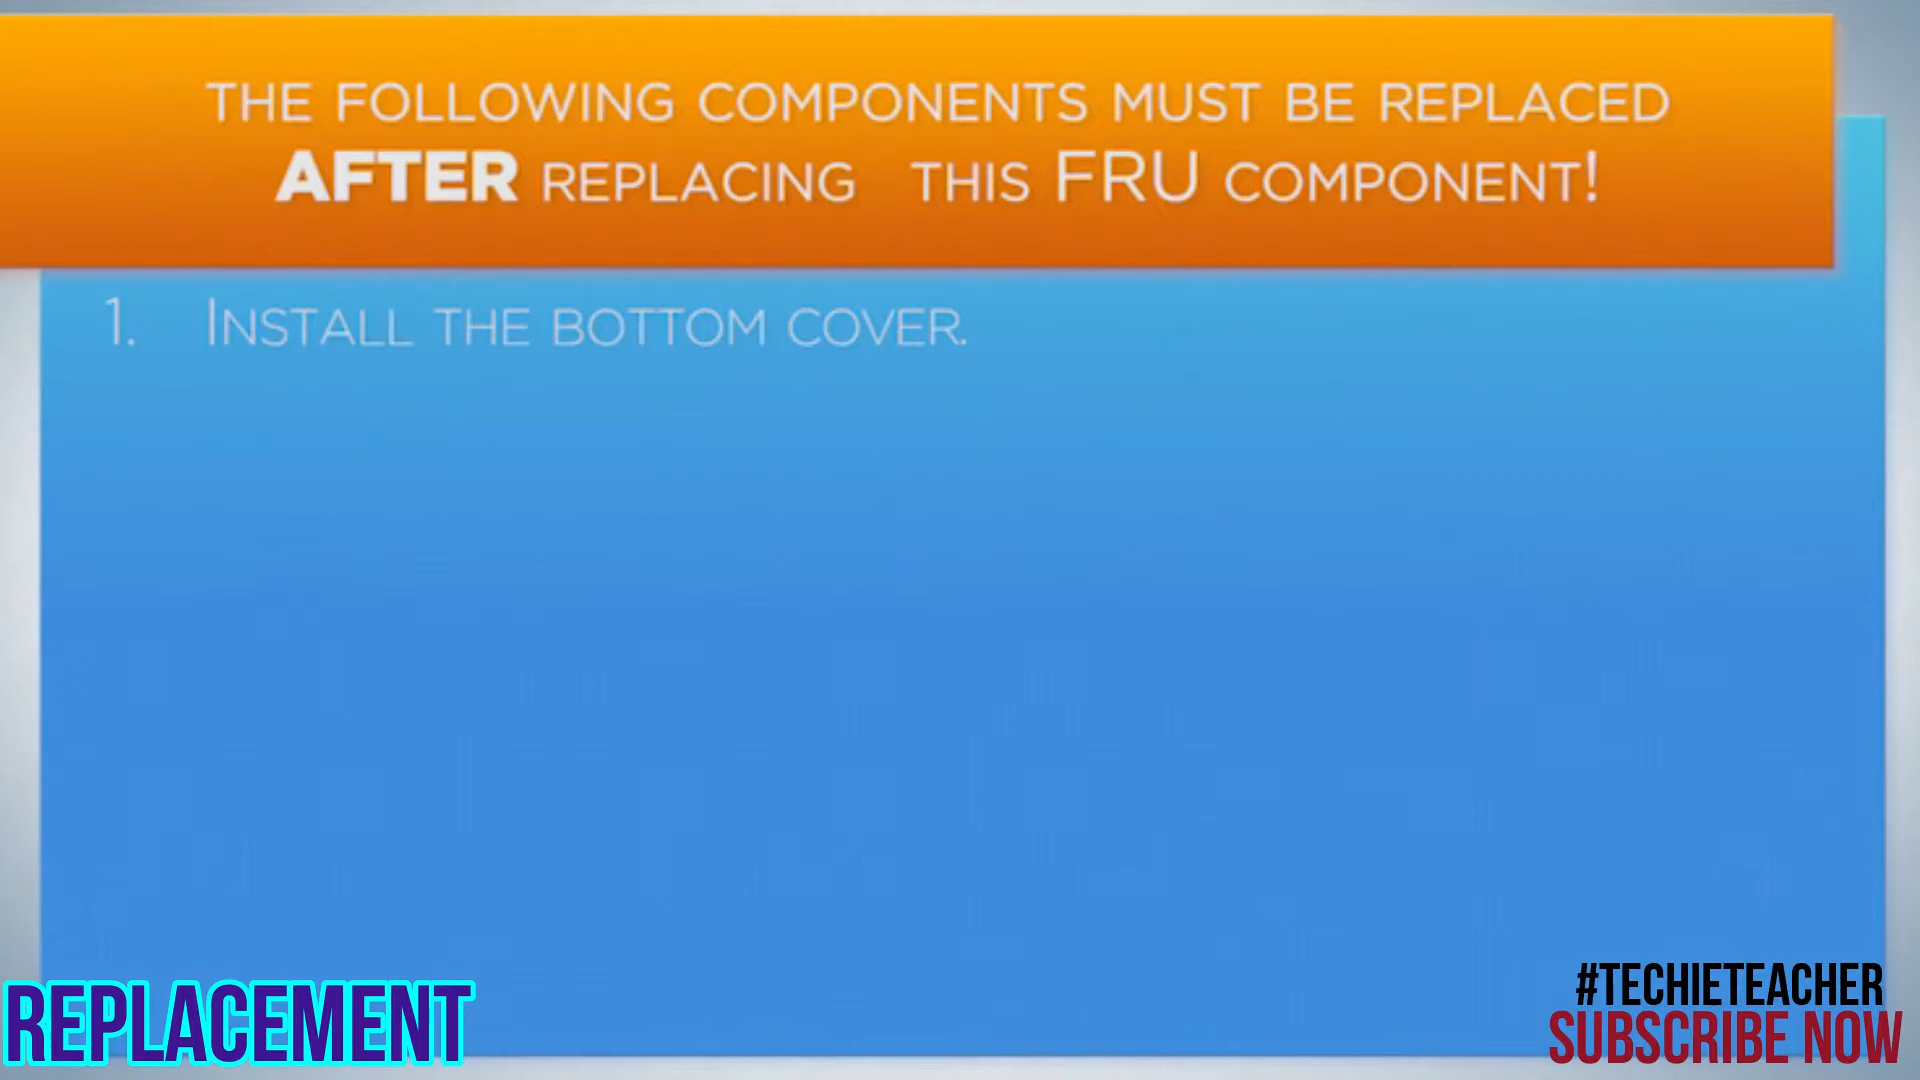 THE FOLLOWING COMPONENTS MUST BE REPLACED
AFTER REPLACING THIS FRU COMPONENT!
1. INSTALL THE BOTTOM COVER.
REPLACEMENT
#TECHIETEACHER
SUBSCRIBE NOW